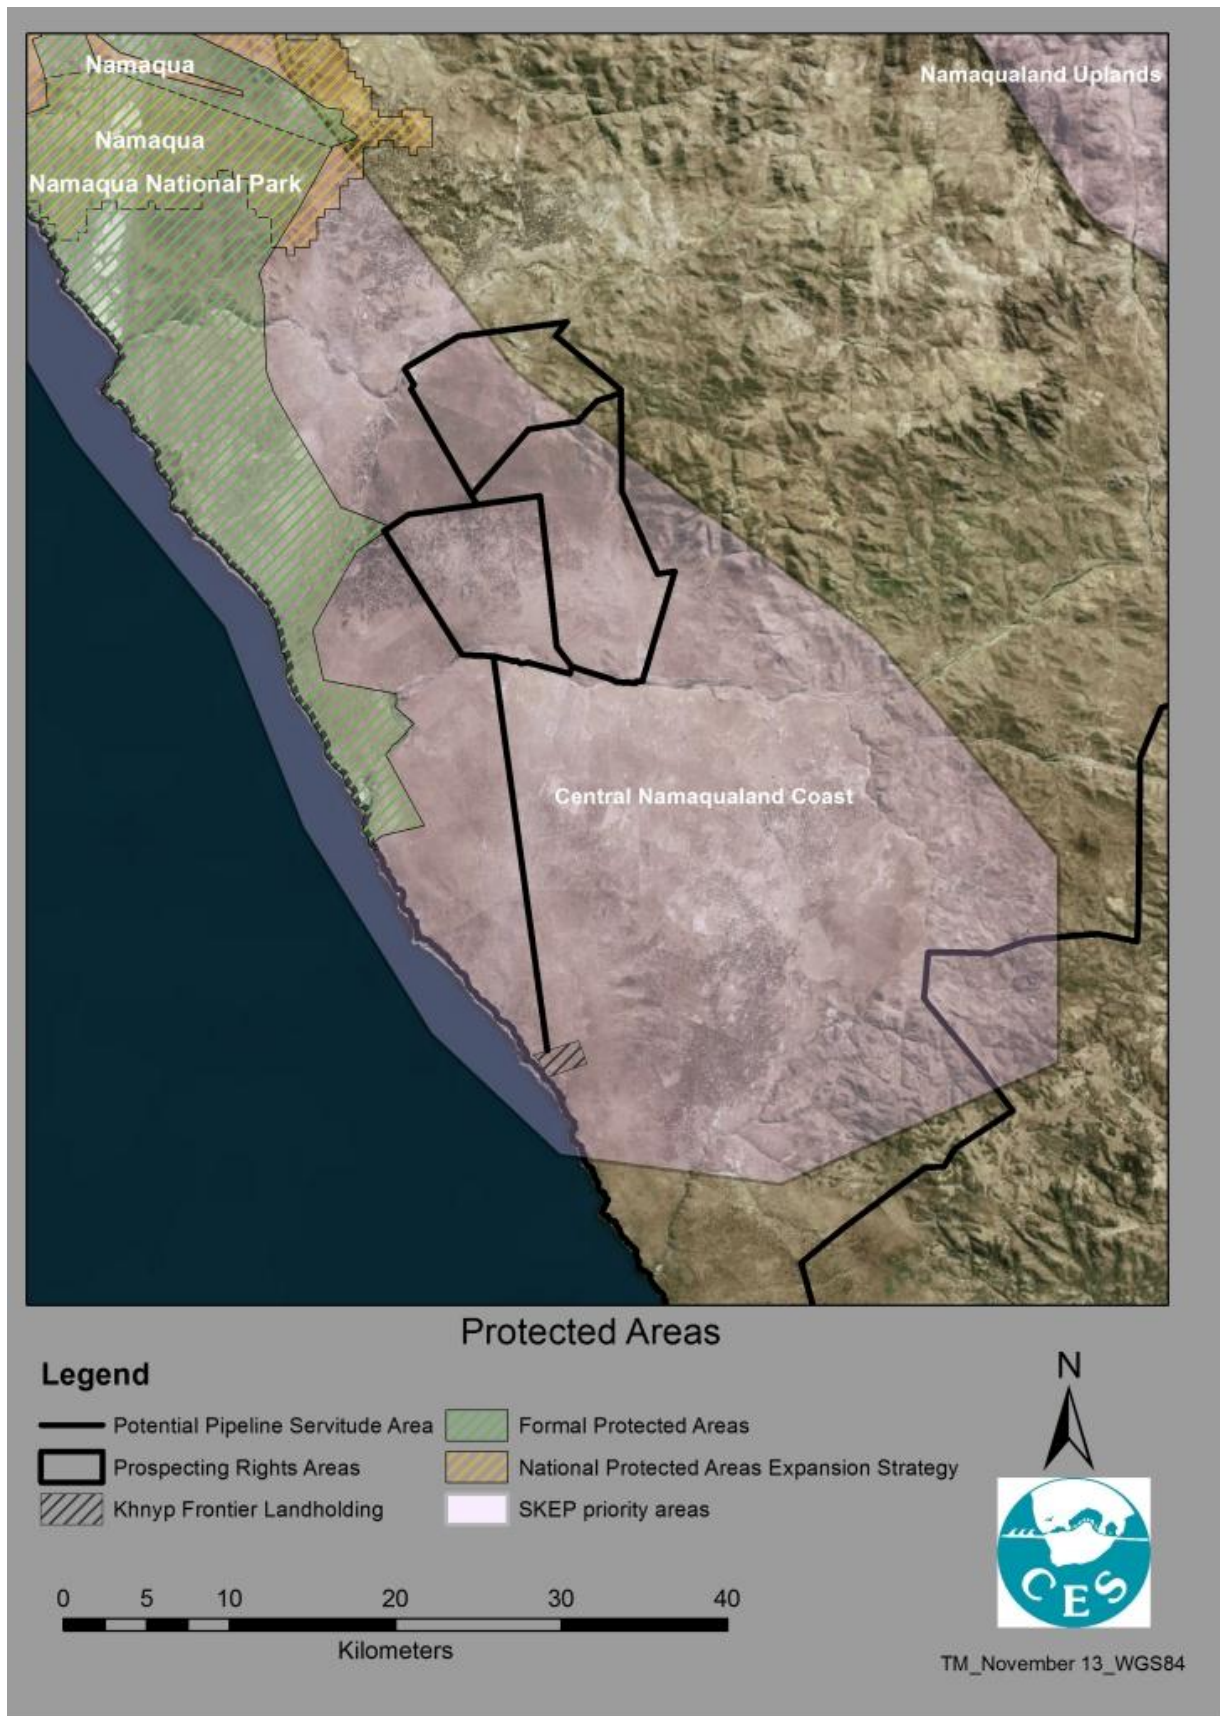 Namaqua
Namaqualand Uplands
Namaqua
Namaqua National Park
Central Namaqualand Coast
Protected Areas
Legend
Potential Pipeline Servitude Area
Prospecting Rights Areas
Khnyp Frontier Landholding
Formal Protected Areas
National Protected Areas Expansion Strategy
SKEP priority areas
N
CES
0 5 10 20 30 40
Kilometers
TM_November 13_WGS84